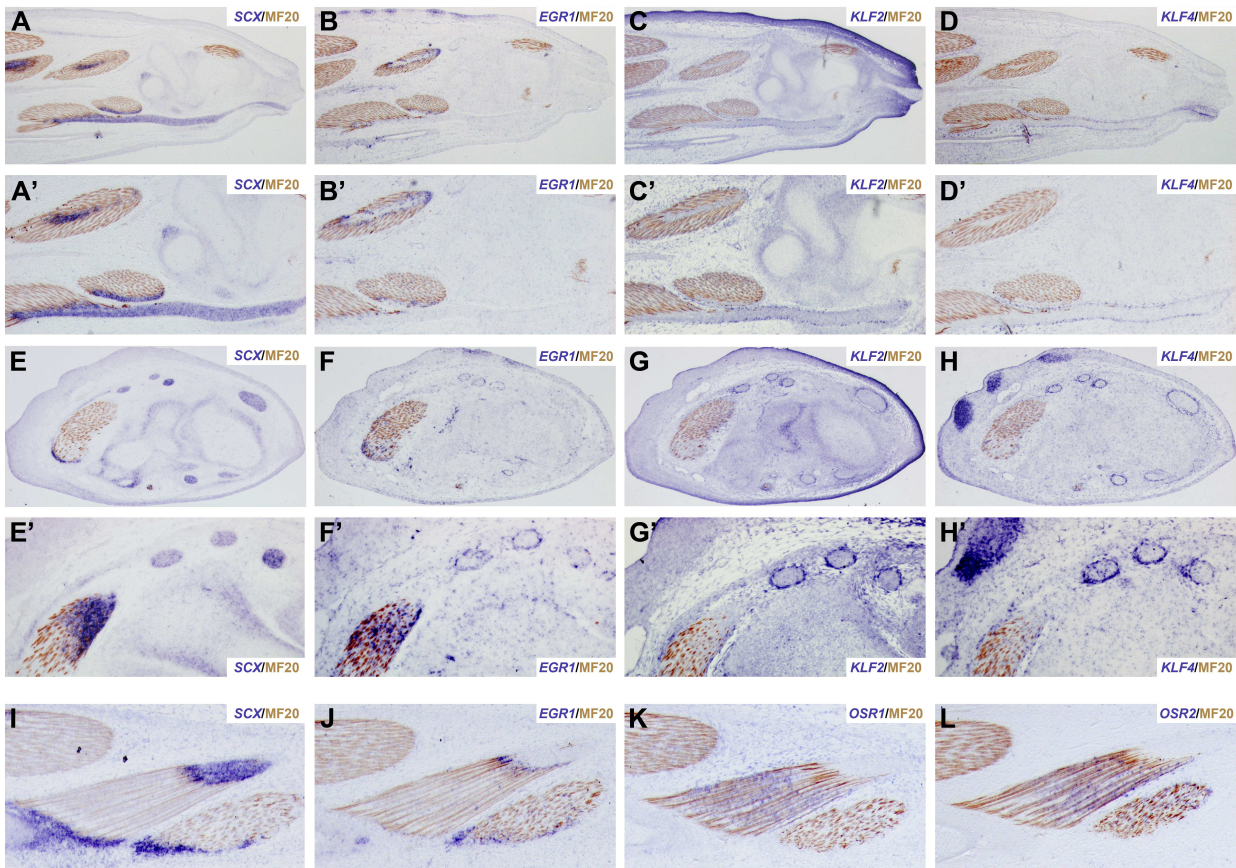 A SCX/MF20
B EGR1/MF20
C KLF2/MF20
D KLF4/MF20
A' SCX/MF20
B' EGR1/MF20
C' KLF2/MF20
D' KLF4/MF20
E SCX/MF20
F EGR1/MF20
G KLF2/MF20
H KLF4/MF20
E'
F'
G'
H'
SCX/MF20
EGR1/MF20
KLF2/MF20
KLF4/MF20
I SCX/MF20
J EGR1/MF20
K OSR1/MF20
L OSR2/MF20